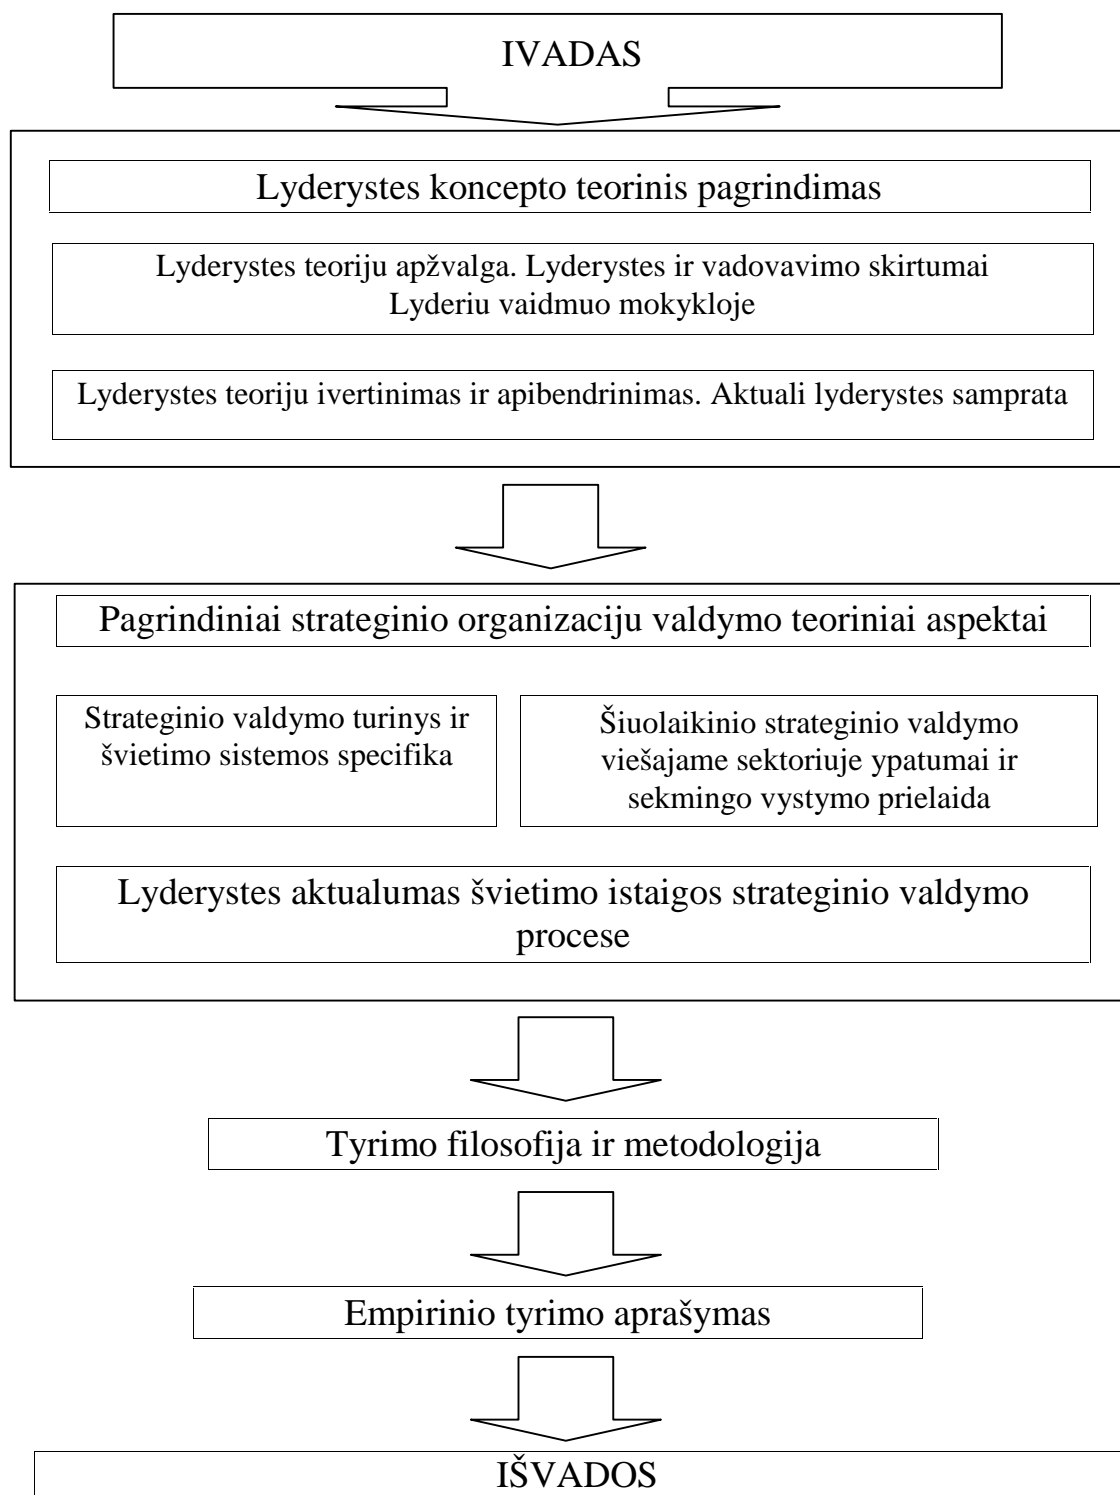 IVADAS
Lyderystes koncepto teorinis pagrindimas
Lyderystes teoriju apžvalga. Lyderystes ir vadovavimo skirtumai
Lyderiu vaidmuo mokykloje
Lyderystes teoriju ivertinimas ir apibendrinimas. Aktuali lyderystes samprata
Pagrindiniai strateginio organizaciju valdymo teoriniai aspektai
Strateginio valdymo turinys ir
švietimo sistemos specifika
Šiuolaikinio strateginio valdymo
viešajame sektoriuje ypatumai ir
sekmingo vystymo prielaida
Lyderystes aktualumas švietimo istaigos strateginio valdymo
procese
Tyrimo filosofija ir metodologija
Empirinio tyrimo aprašymas
IŠVADOS